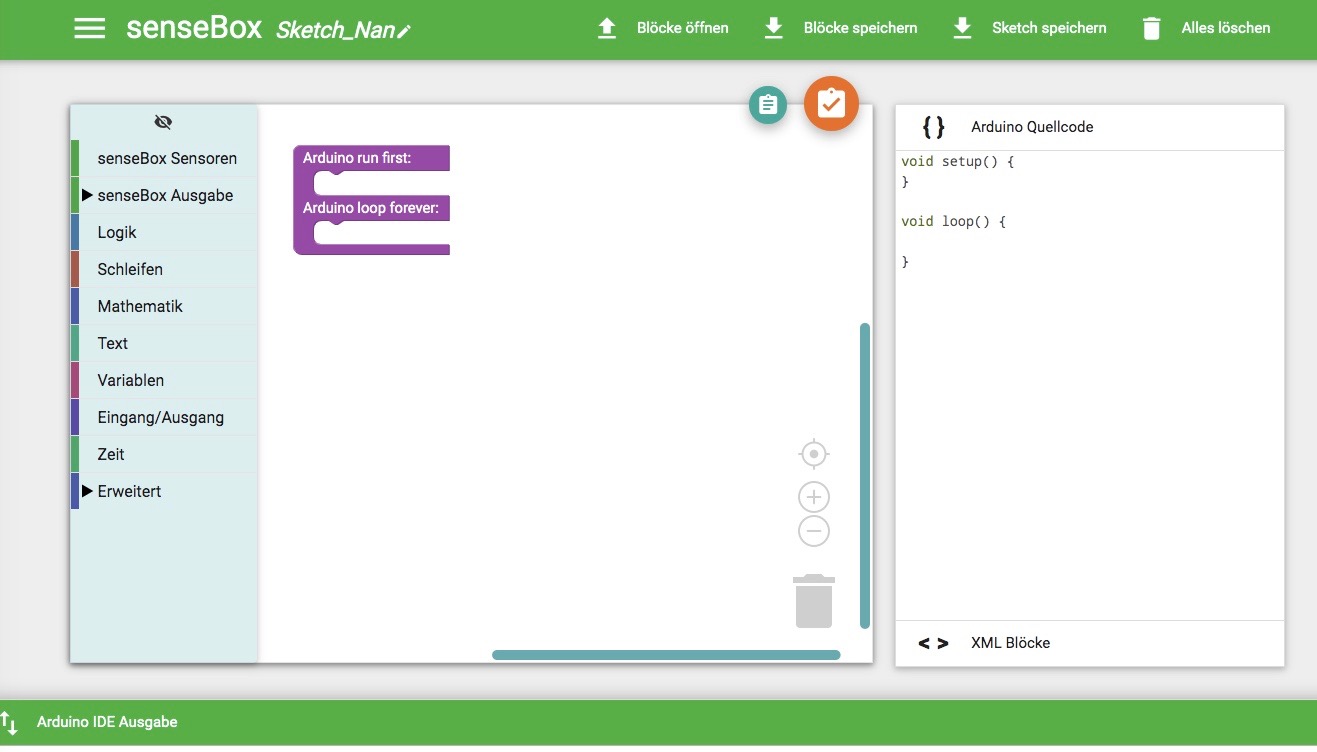 senseBox Sketch_Nan
Blöcke öffnen
Blöcke speichern
Sketch speichern
Alles löschen
senseBox Sensoren
senseBox Ausgabe
Logik
Schleifen
Mathematik
Text
Variablen
Eingang/Ausgang
Zeit
Erweitert
Arduino run first:
Arduino loop forever:
{} Arduino Quellcode
void setup() {
}
void loop() {
}
< > XML Blöcke
Arduino IDE Ausgabe